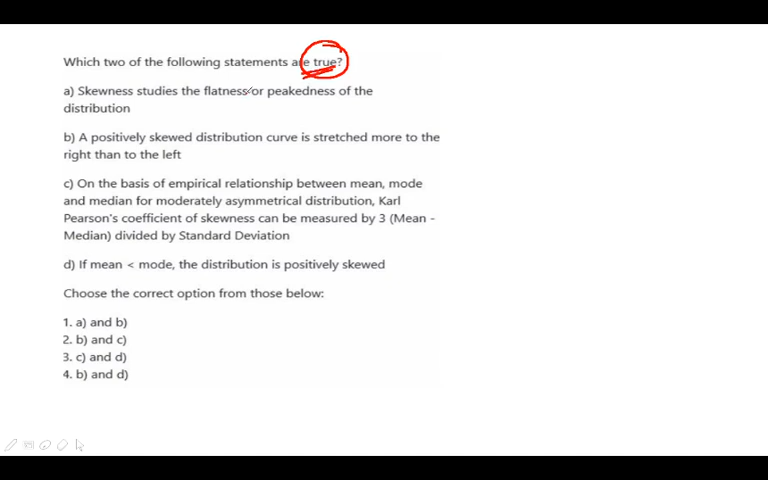 Which two of the following statements are true?
a) Skewness studies the flatness or peakedness of the
distribution
b) A positively skewed distribution curve is stretched more to the
right than to the left
c) On the basis of empirical relationship between mean, mode
and median for moderately asymmetrical distribution, Karl
Pearson's coefficient of skewness can be measured by 3 (Mean -
Median) divided by Standard Deviation
d) If mean < mode, the distribution is positively skewed
Choose the correct option from those below:
1. a) and b)
2. b) and c)
3. c) and d)
4. b) and d)